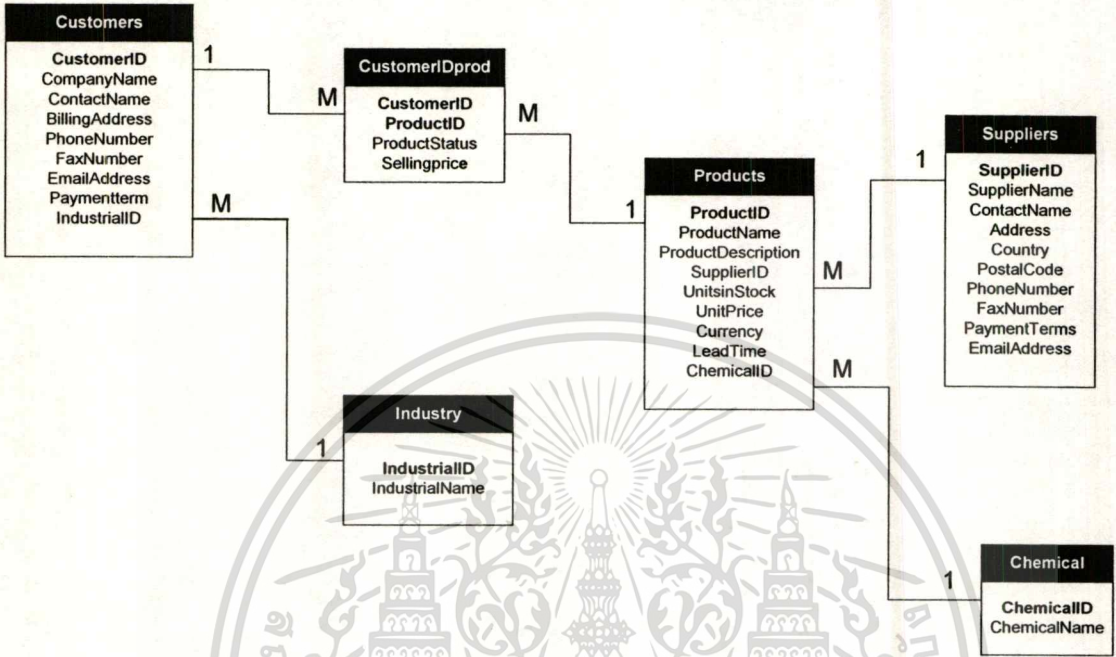 Customers
CustomerID
CompanyName
ContactName
BillingAddress
PhoneNumber
FaxNumber
EmailAddress
Paymentterm
IndustrialID
1
M
M
1
CustomerIDprod
CustomerID
ProductID
ProductStatus
Sellingprice
M
1
Products
ProductID
ProductName
ProductDescription
SupplierID
UnitsinStock
UnitPrice
Currency
LeadTime
ChemicalID
M
1
M
1
Suppliers
SupplierID
SupplierName
ContactName
Address
Country
PostalCode
PhoneNumber
FaxNumber
PaymentTerms
EmailAddress
Industry
IndustrialID
IndustrialName
Chemical
ChemicalID
ChemicalName